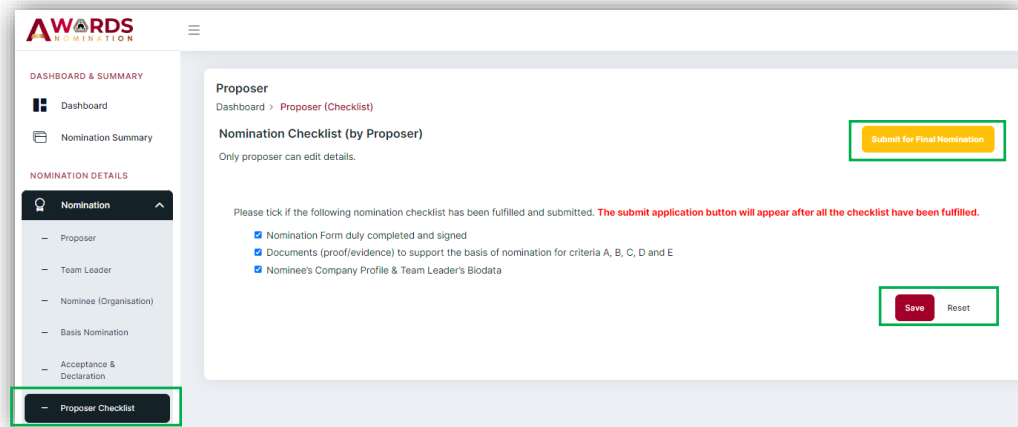 AWARDS
NOMINATION
DASHBOARD & SUMMARY
Dashboard
Nomination Summary
NOMINATION DETAILS
Nomination
Proposer
Team Leader
Nominee (Organisation)
Basis Nomination
Acceptance &
Declaration
Proposer Checklist
Proposer
Dashboard > Proposer (Checklist)
Nomination Checklist (by Proposer)
Submit for Final Nomination
Only proposer can edit details.
Please tick if the following nomination checklist has been fulfilled and submitted. The submit application button will appear after all the checklist have been fulfilled.
Nomination Form duly completed and signed
Documents (proof/evidence) to support the basis of nomination for criteria A, B, C, D and E
Nominee's Company Profile & Team Leader's Biodata
Save Reset